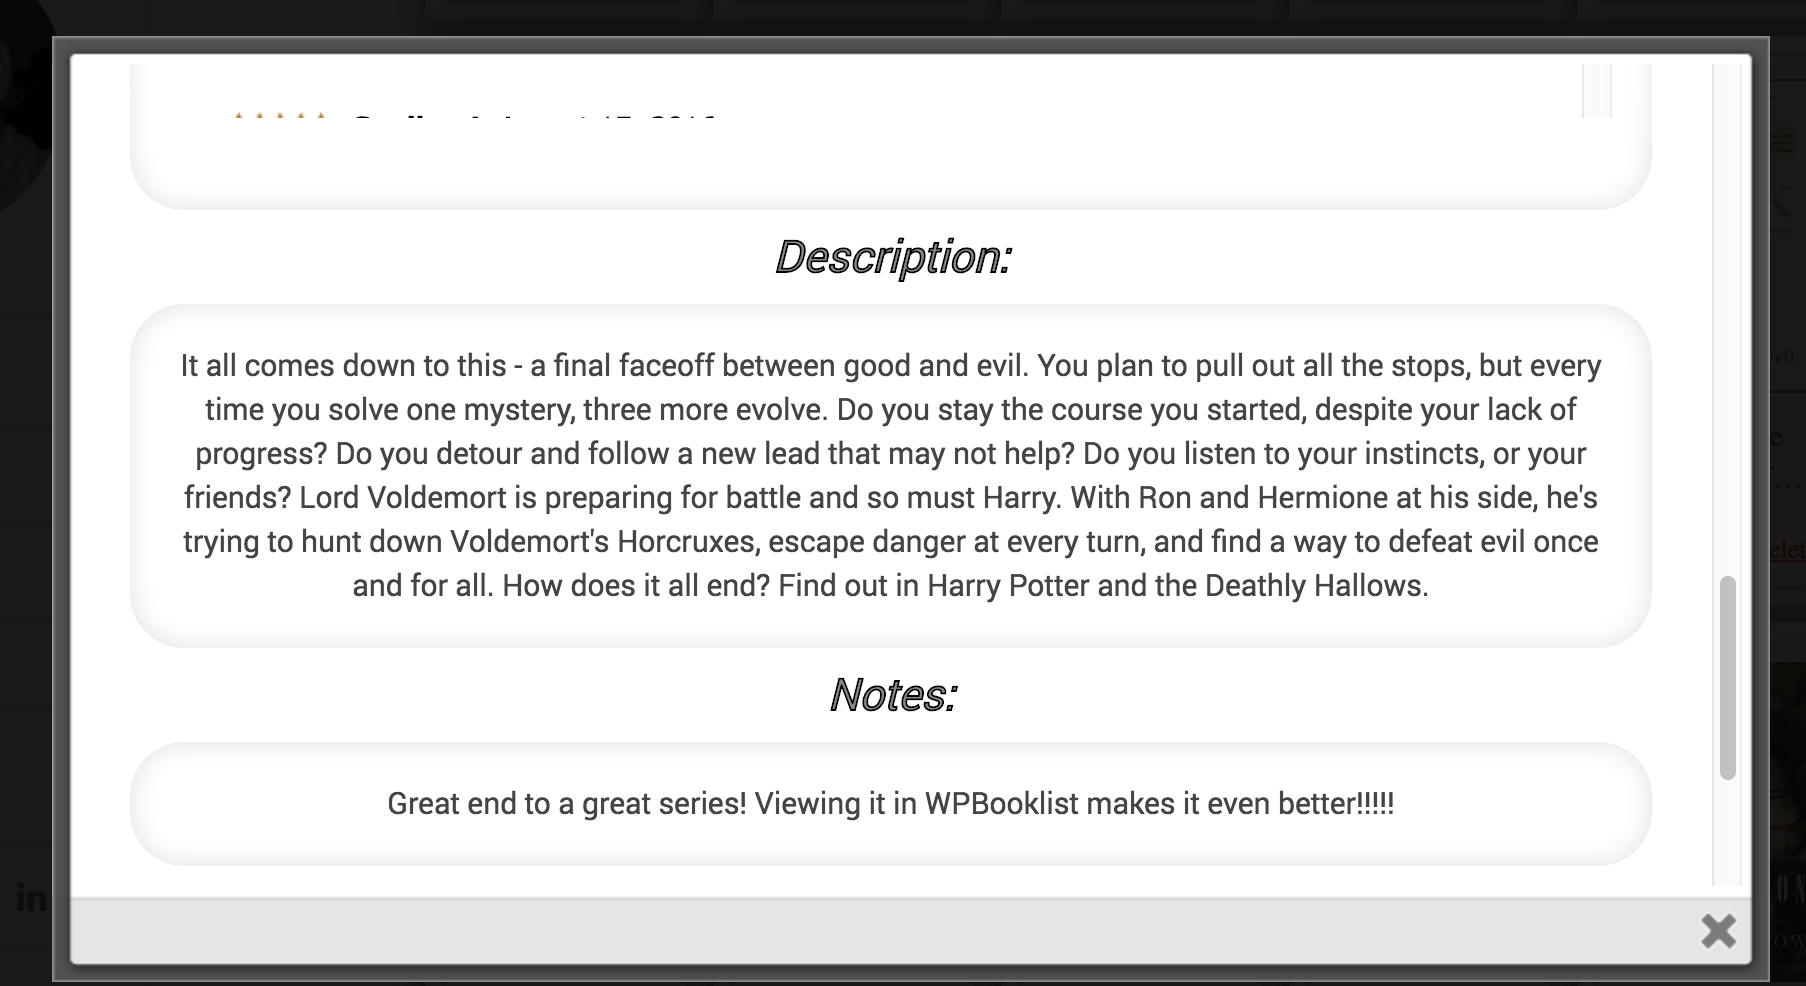 Description:
It all comes down to this - a final faceoff between good and evil. You plan to pull out all the stops, but every
time you solve one mystery, three more evolve. Do you stay the course you started, despite your lack of
progress? Do you detour and follow a new lead that may not help? Do you listen to your instincts, or your
friends? Lord Voldemort is preparing for battle and so must Harry. With Ron and Hermione at his side, he's
trying to hunt down Voldemort's Horcruxes, escape danger at every turn, and find a way to defeat evil once
and for all. How does it all end? Find out in Harry Potter and the Deathly Hallows.
Notes:
Great end to a great series! Viewing it in WPBooklist makes it even better!!!!!
in